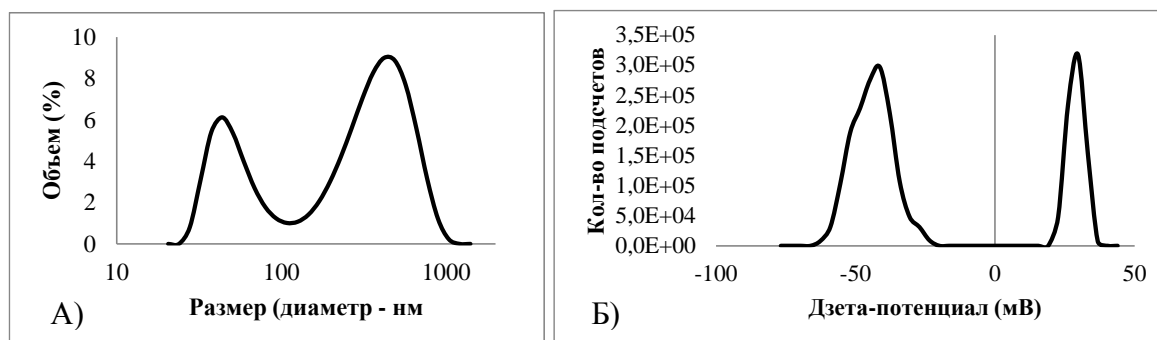 Объем (%)
10
8
6
4
2
0
10
100
1000
Размер (диаметр - нм
А)
Кол-во подсчетов
3,5E+05
3,0E+05
2,5E+05
2,0E+05
1,5E+05
1,0E+05
5,0E+04
0,0E+00
-100
-50
0
50
Дзета-потенциал (мВ)
Б)